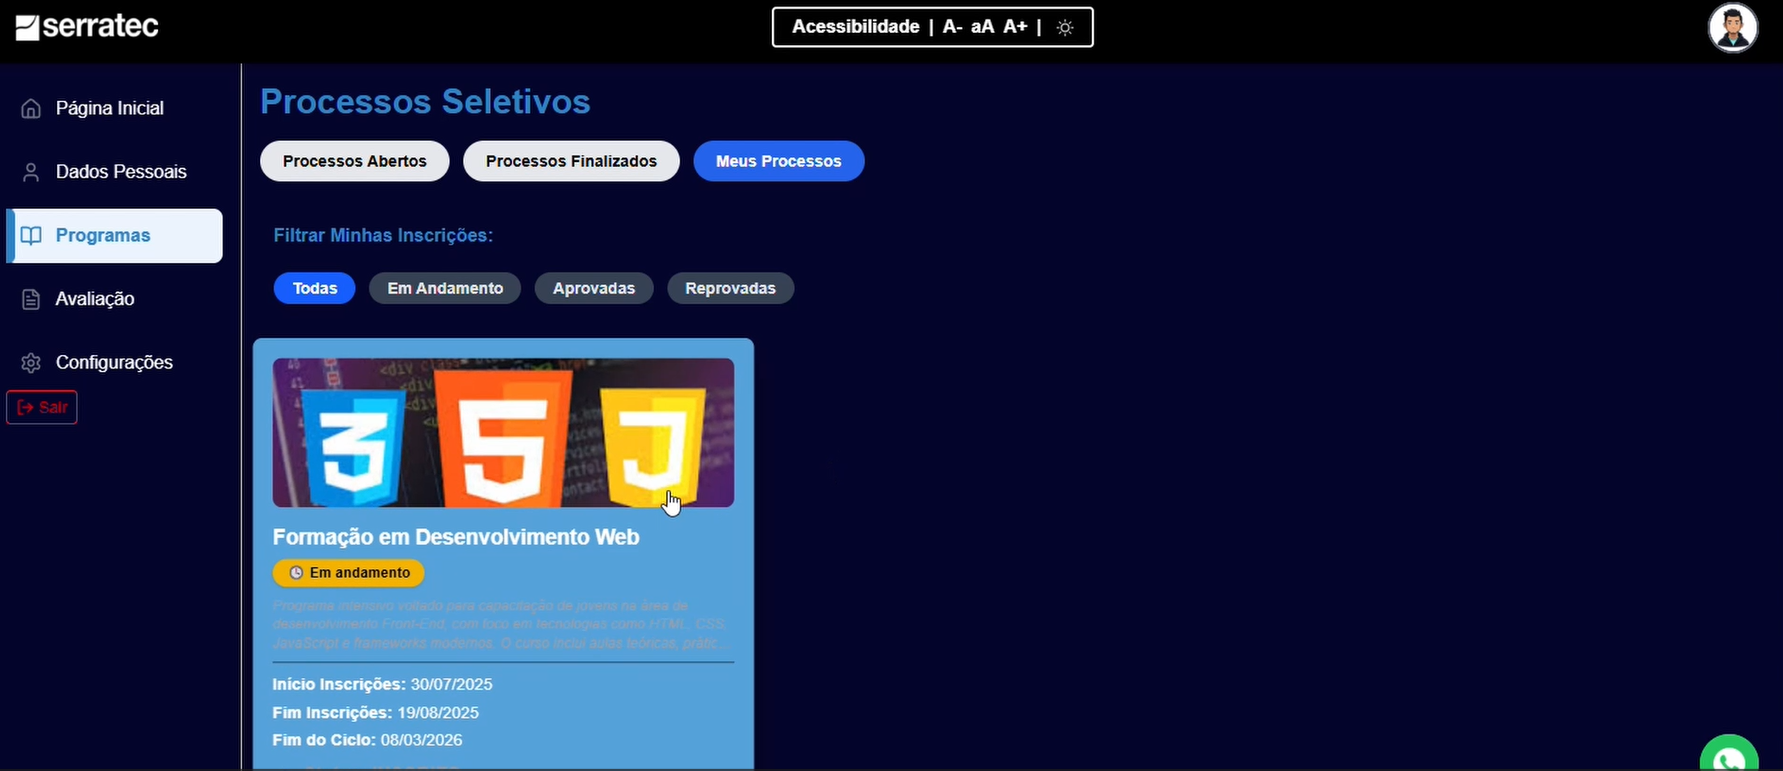 serratec
Acessibilidade | A- aA A+ |
Página Inicial
Dados Pessoais
Programas
Avaliação
Configurações
Sair
Processos Seletivos
Processos Abertos
Processos Finalizados
Meus Processos
Filtrar Minhas Inscrições:
Todas
Em Andamento
Aprovadas
Reprovadas
3
5
J
Formação em Desenvolvimento Web
Em andamento
Programa intensivo voltado para capacitação de jovens na área de
desenvolvimento Front-End, com foco em tecnologias como HTML, CSS,
JavaScript e frameworks modernos. O curso inclui aulas teóricas, prátic...
Início Inscrições: 30/07/2025
Fim Inscrições: 19/08/2025
Fim do Ciclo: 08/03/2026